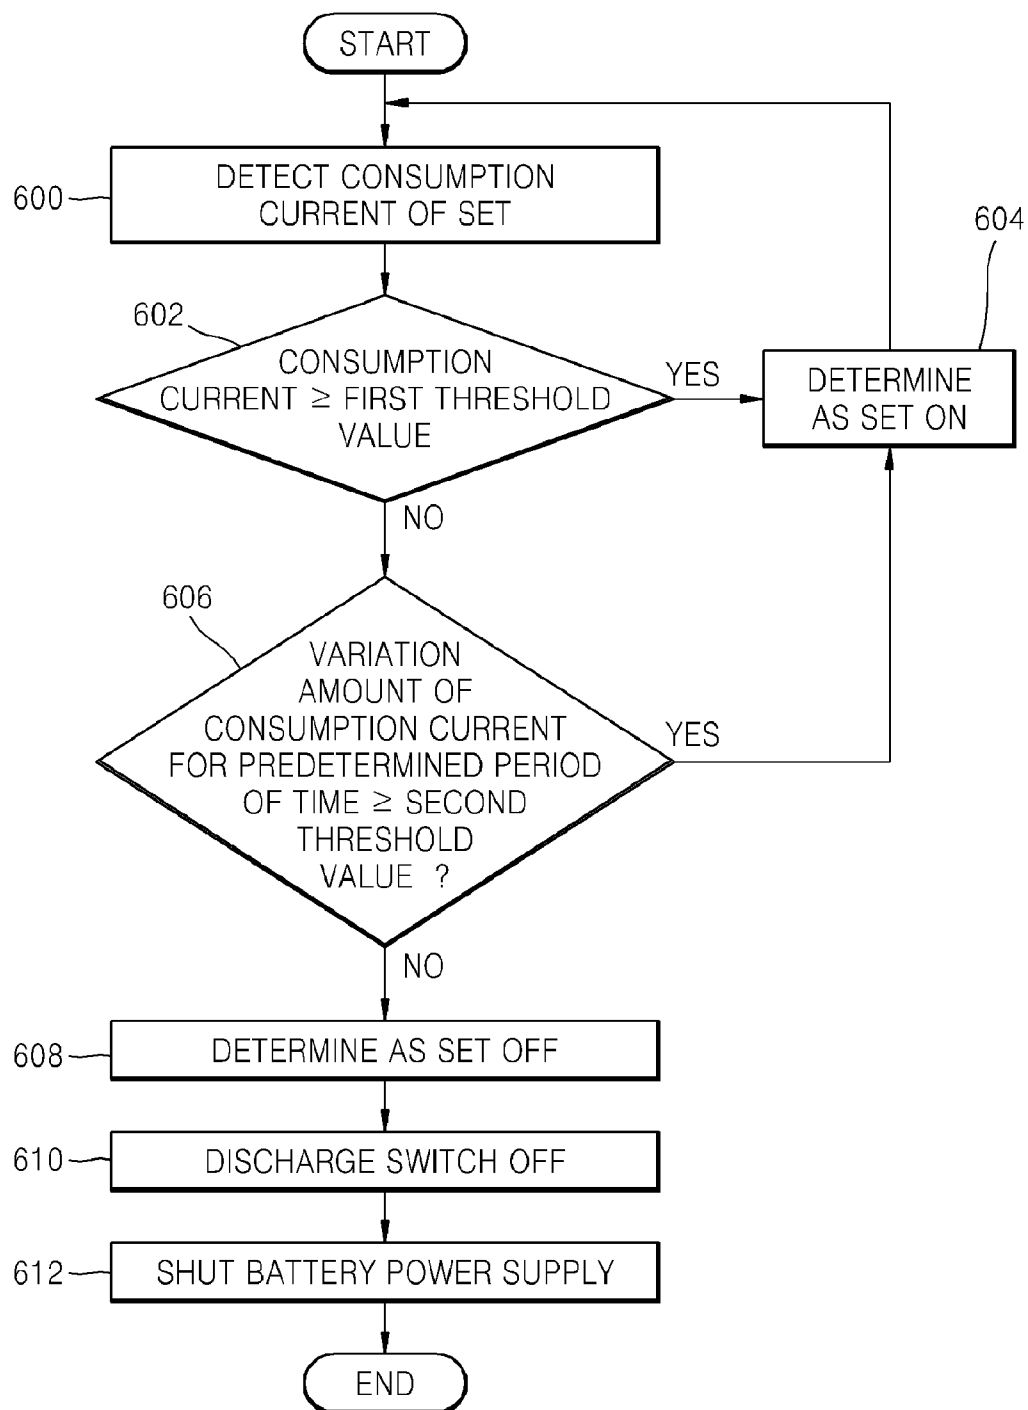 START
600
DETECT CONSUMPTION
CURRENT OF SET
604
602
CONSUMPTION
CURRENT ≥ FIRST THRESHOLD
VALUE
YES
DETERMINE
AS SET ON
NO
606
VARIATION
AMOUNT OF
CONSUMPTION CURRENT
FOR PREDETERMINED PERIOD
OF TIME ≥ SECOND
THRESHOLD
VALUE ?
YES
NO
608
DETERMINE AS SET OFF
610
DISCHARGE SWITCH OFF
612
SHUT BATTERY POWER SUPPLY
END